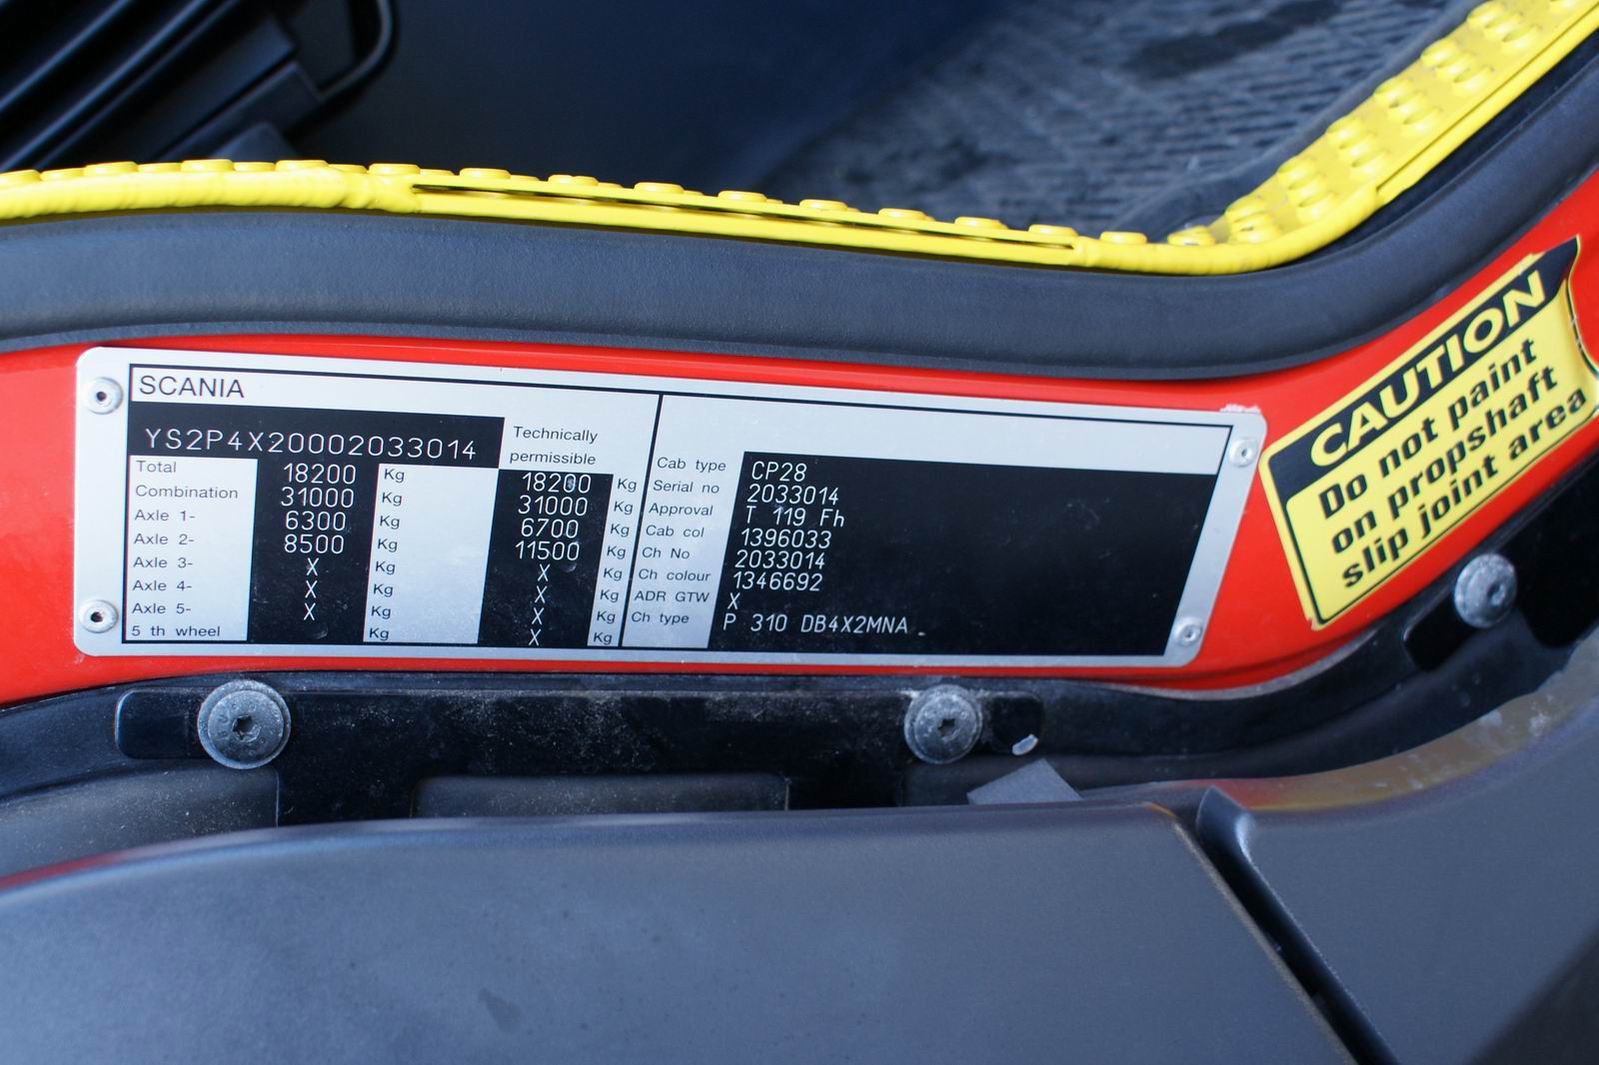 SCANIA
YS2P4X20002033014
Technically
permissible
Total 18200 Kg 18200 Kg
Combination 31000 Kg 31000 Kg
Axle 1- 6300 Kg 6700 Kg
Axle 2- 8500 Kg 11500 Kg
Axle 3- X Kg X Kg
Axle 4- X Kg X Kg
Axle 5- X Kg X Kg
5 th wheel Kg X Kg
Cab type CP28
Serial no 2033014
Approval T 119 Fh
Cab col 1396033
Ch No 2033014
Ch colour 1346692
ADR GTW X
Ch type P 310 DB4X2MNA
CAUTION
Do not paint
on propshaft
slip joint area